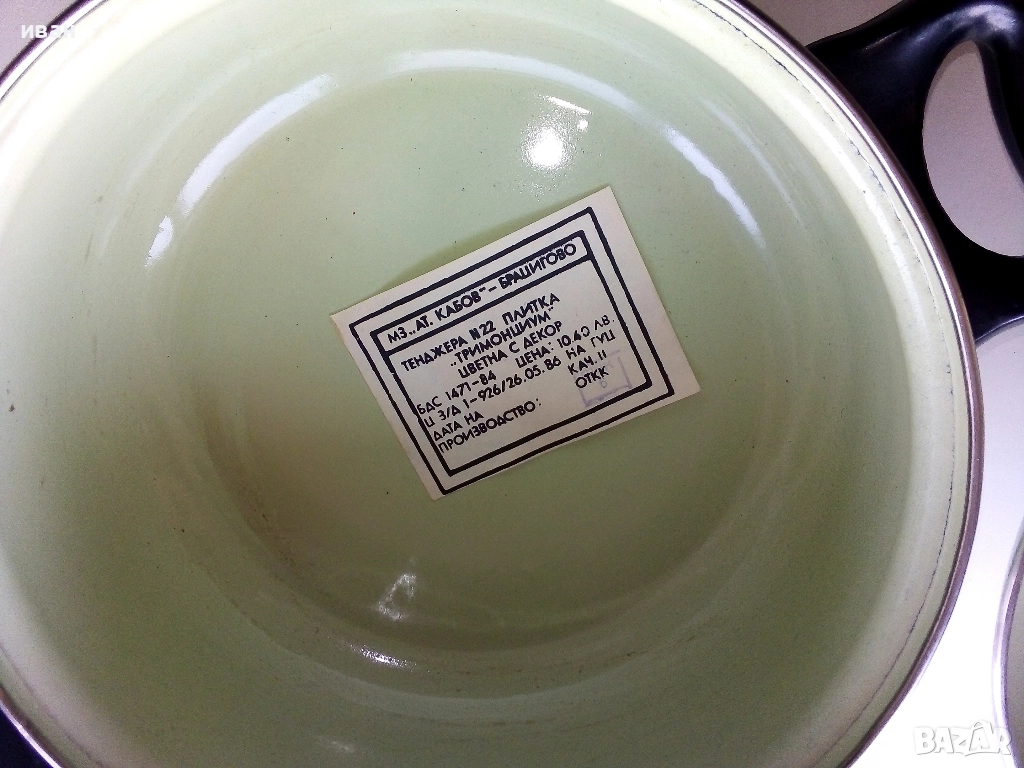 иван
МЗ „АТ. КАБОВ" – БРАЦИГОВО
ТЕНДЖЕРА №22 ПЛИТКА
„ТРИМОНЦИУМ"
ЦВЕТНА С ДЕКОР
БДС 1471-84 ЦЕНА: 10.40 ЛВ.
Ц З/Д 1-926/26.05.86 НА ГУЦ
ДАТА НА КАЧ. II
ПРОИЗВОДСТВО: ОТКК
BAZAR